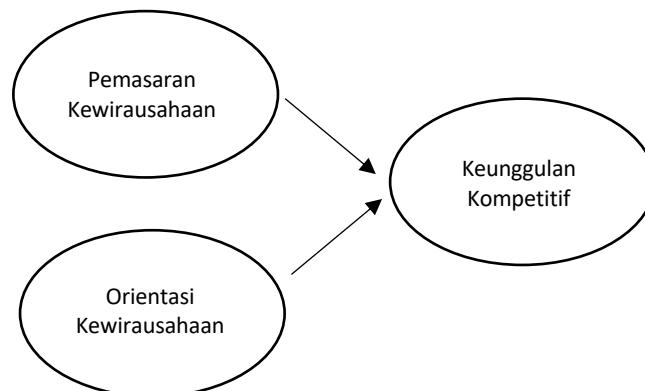 Pemasaran
Kewirausahaan
Keunggulan
Kompetitif
Orientasi
Kewirausahaan